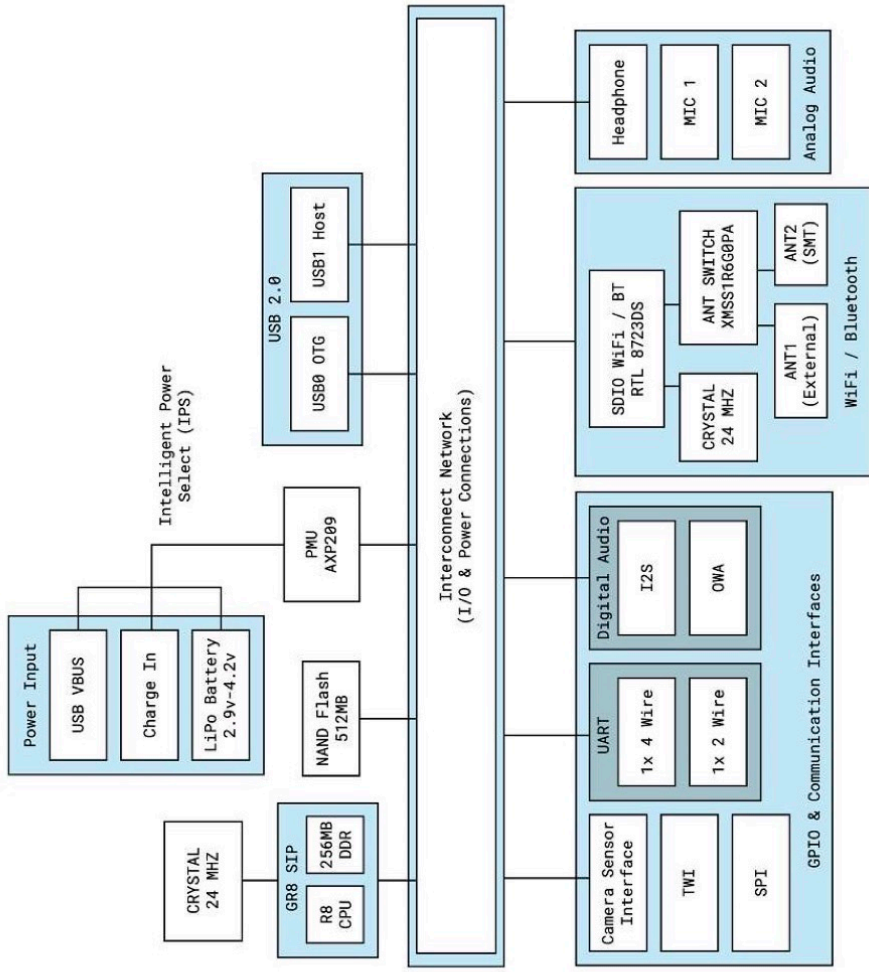 CRYSTAL
24 MHZ
GR8 SIP
R8
CPU
256MB
DDR
Power Input
USB VBUS
Charge In
LiPo Battery
2.9v-4.2v
NAND Flash
512MB
Intelligent Power
Select (IPS)
PMU
AXP209
USB 2.0
USB0 OTG
USB1 Host
Interconnect Network
(I/O & Power Connections)
Camera Sensor
Interface
TWI
SPI
UART
1x 4 Wire
1x 2 Wire
Digital Audio
I2S
OWA
GPIO & Communication Interfaces
SDIO WiFi / BT
RTL 8723DS
CRYSTAL
24 MHZ
ANT SWITCH
XMSS1R6G0PA
ANT1
(External)
ANT2
(SMT)
WiFi / Bluetooth
Headphone
MIC 1
MIC 2
Analog Audio